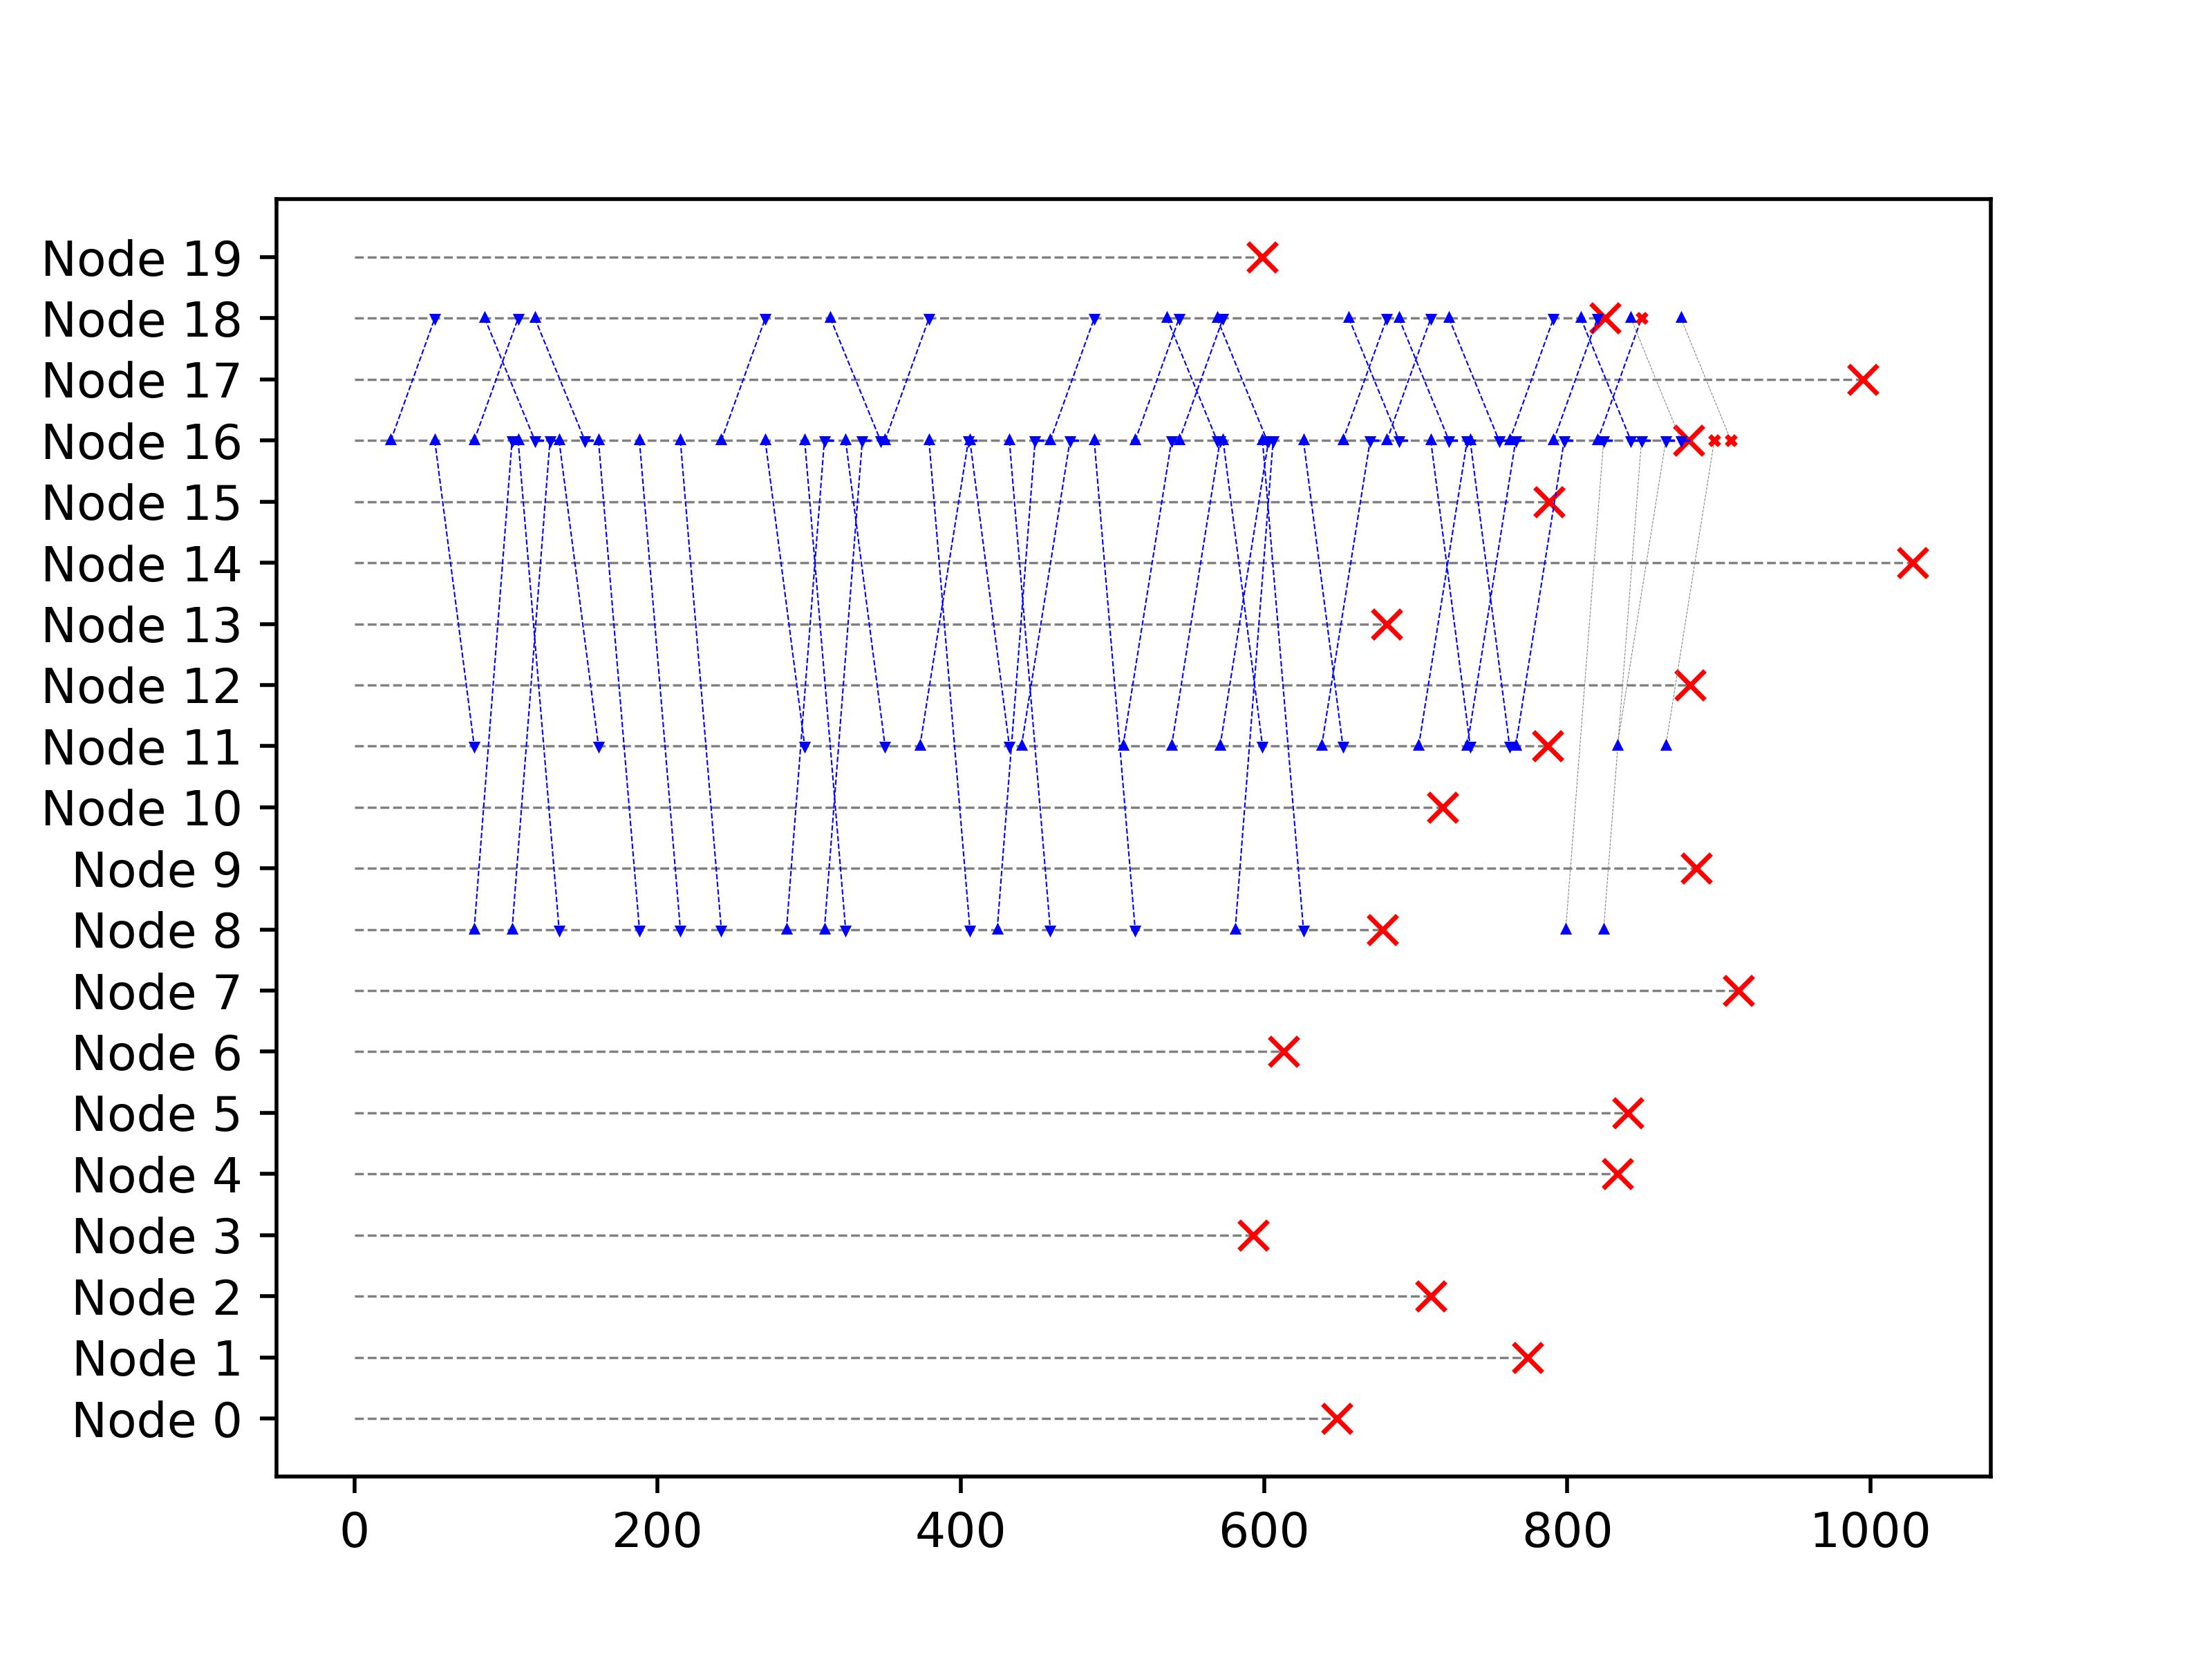 Node 19
Node 18
Node 17
Node 16
Node 15
Node 14
Node 13
Node 12
Node 11
Node 10
Node 9
Node 8
Node 7
Node 6
Node 5
Node 4
Node 3
Node 2
Node 1
Node 0
0 200 400 600 800 1000